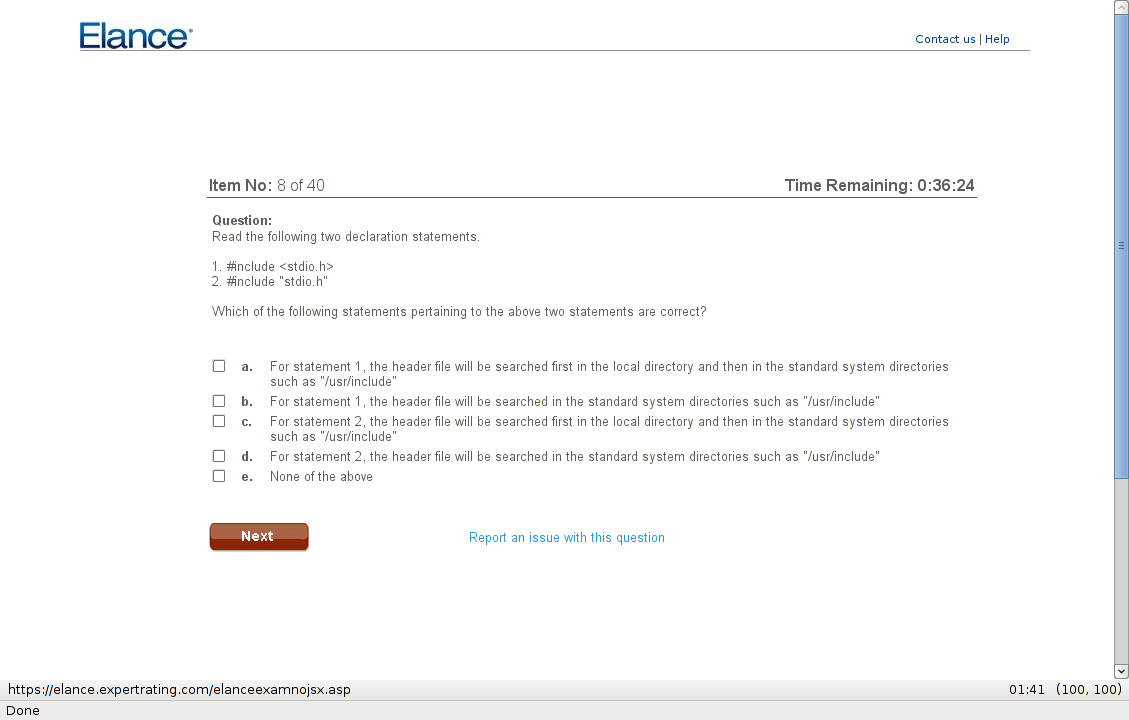 Elance
Contact us | Help
Item No: 8 of 40
Time Remaining: 0:36:24
Question:
Read the following two declaration statements.
1. #include <stdio.h>
2. #include "stdio.h"
Which of the following statements pertaining to the above two statements are correct?
a. For statement 1, the header file will be searched first in the local directory and then in the standard system directories
such as "/usr/include"
b. For statement 1, the header file will be searched in the standard system directories such as "/usr/include"
c. For statement 2, the header file will be searched first in the local directory and then in the standard system directories
such as "/usr/include"
d. For statement 2, the header file will be searched in the standard system directories such as "/usr/include"
e. None of the above
Next
Report an issue with this question
https://elance.expertrating.com/elanceexamnojsx.asp
01:41 (100, 100)
Done